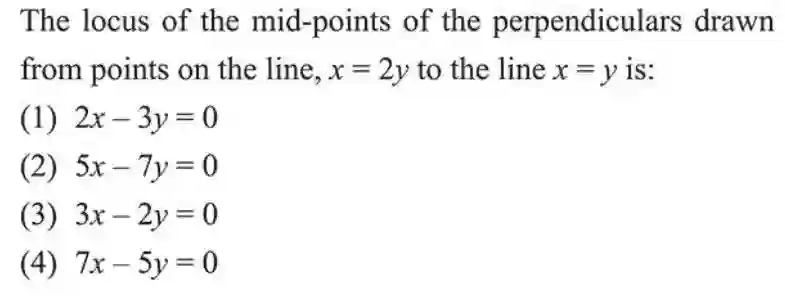 The locus of the mid-points of the perpendiculars drawn
from points on the line, x = 2y to the line x = y is:
(1) 2x – 3y = 0
(2) 5x – 7y = 0
(3) 3x – 2y = 0
(4) 7x – 5y = 0